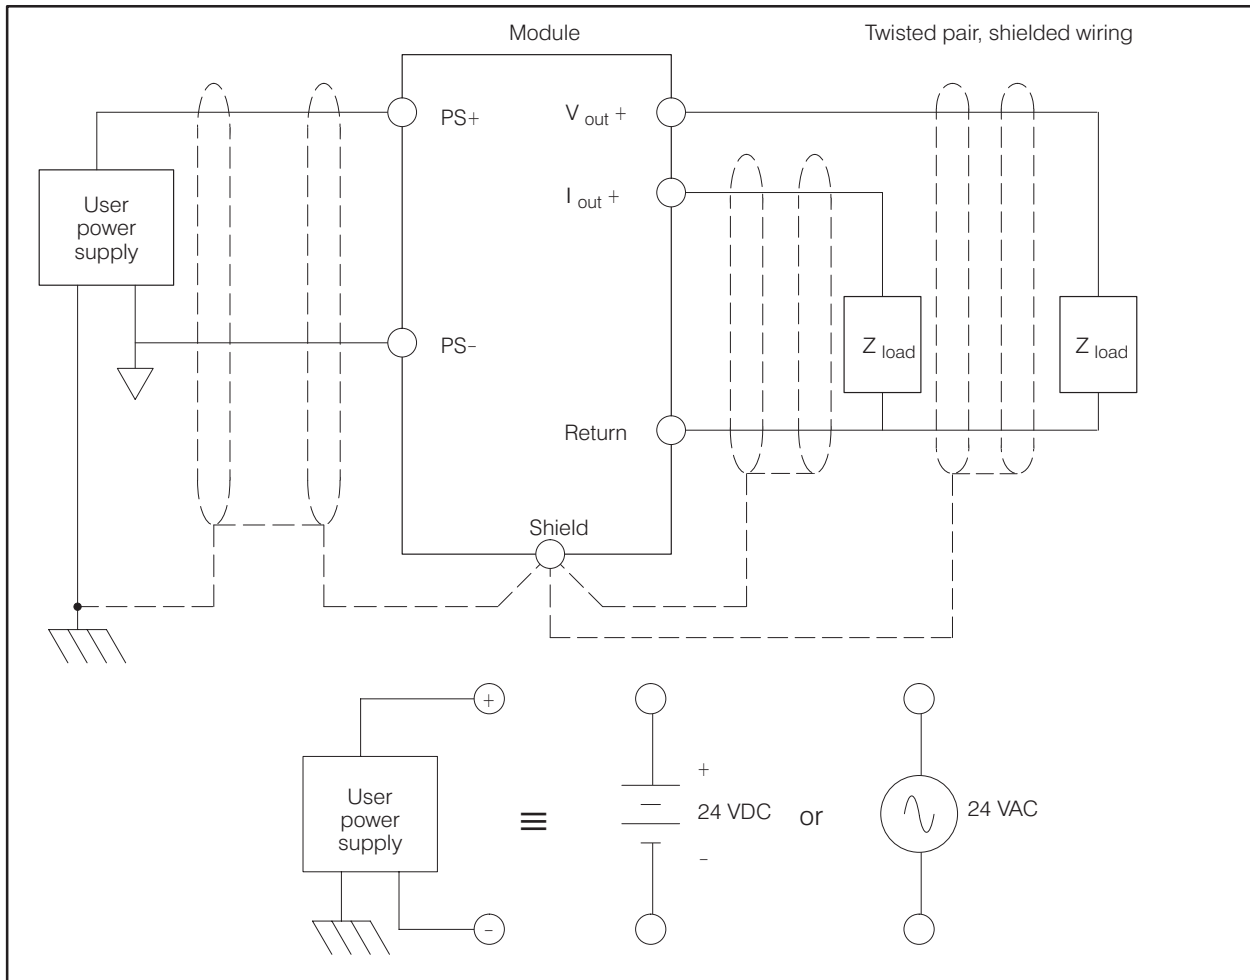 Module
Twisted pair, shielded wiring
PS+
V out +
I out +
User
power
supply
PS–
Z load
Z load
Return
Shield
+
User
power
supply
–
≡
+
24 VDC
–
or
24 VAC